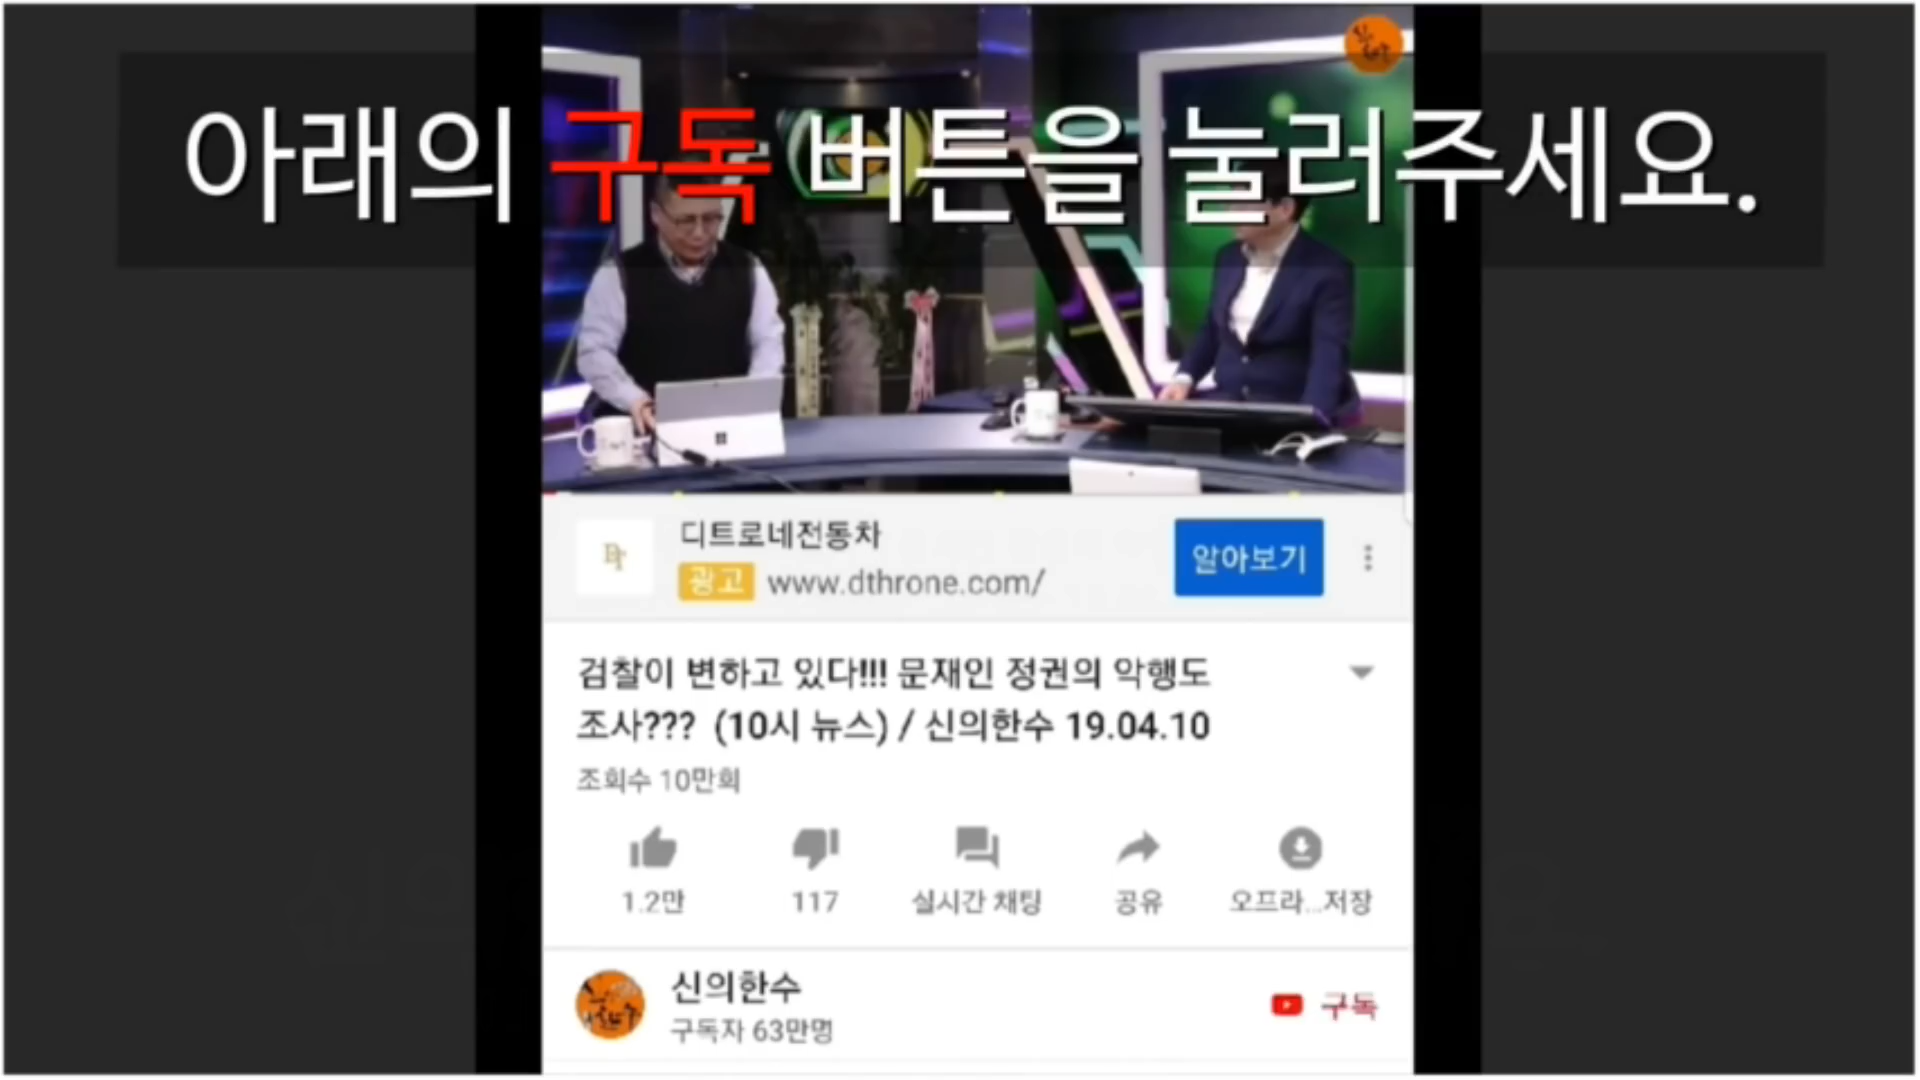 아래의 구독 버튼을 눌러주세요.
디트로네전동차
광고 www.dthrone.com/
알아보기
검찰이 변하고 있다!!! 문재인 정권의 악행도
조사??? (10시 뉴스) / 신의한수 19.04.10
조회수 10만회
1.2만
117
실시간 채팅
공유
오프라...저장
신의한수
구독자 63만명
구독